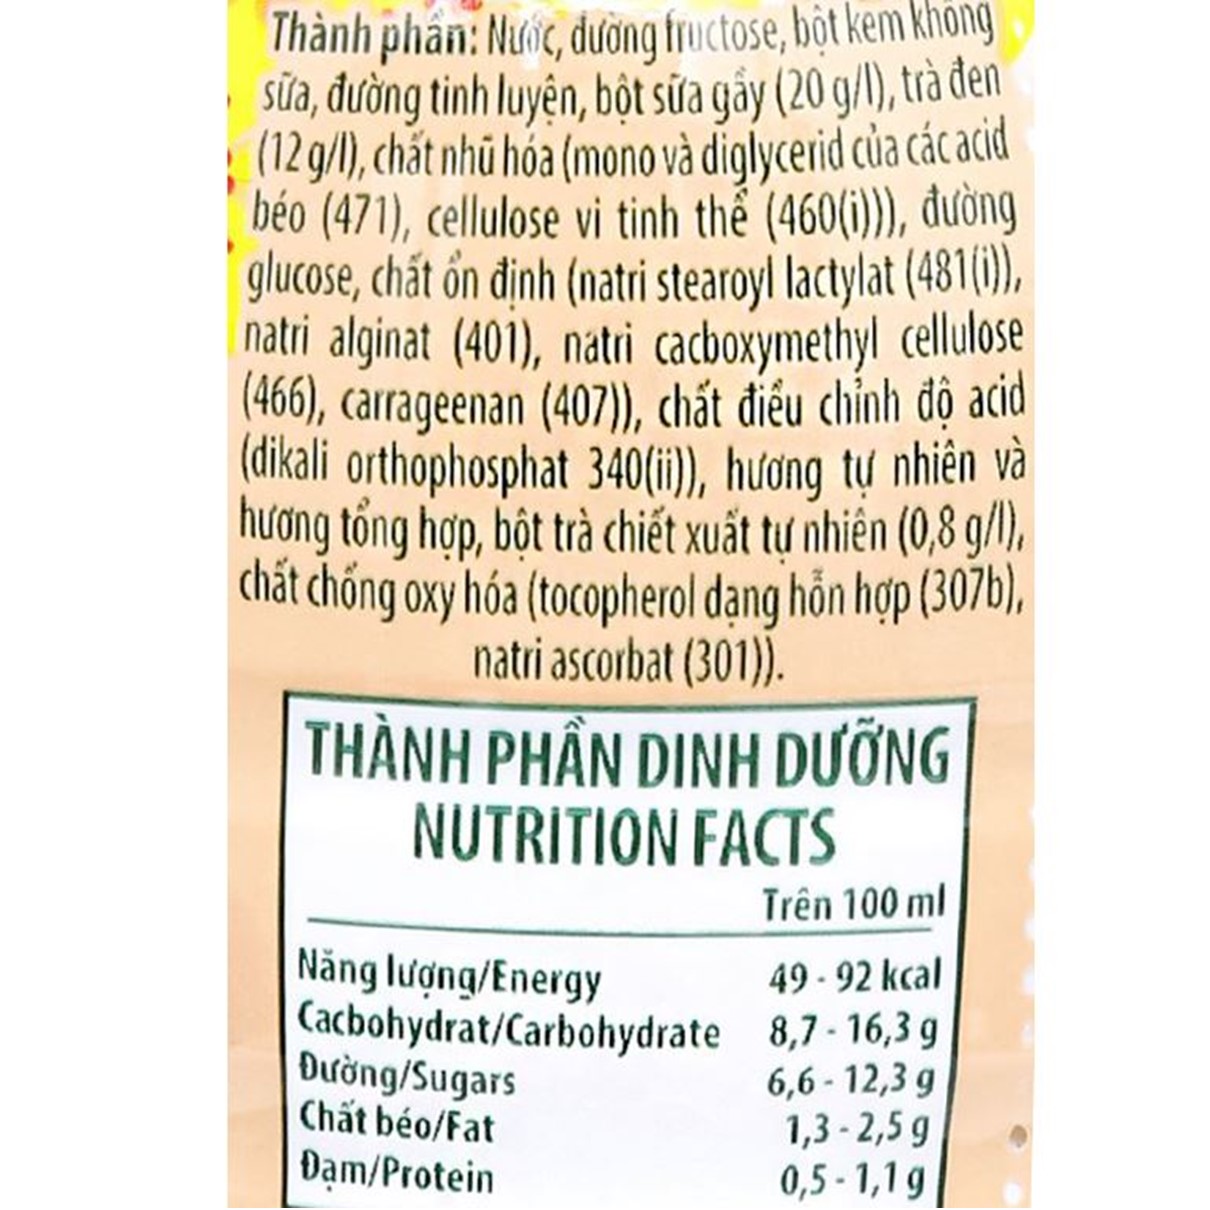 Thành phần: Nước, đường fructose, bột kem không
sữa, đường tinh luyện, bột sữa gầy (20 g/l), trà đen
(12 g/l), chất nhũ hóa (mono và diglycerid của các acid
béo (471), cellulose vi tinh thể (460(i))), đường
glucose, chất ổn định (natri stearoyl lactylat (481(i)),
natri alginat (401), natri cacboxymethyl cellulose
(466), carrageenan (407)), chất điều chỉnh độ acid
(dikali orthophosphat 340(ii)), hương tự nhiên và
hương tổng hợp, bột trà chiết xuất tự nhiên (0,8 g/l),
chất chống oxy hóa (tocopherol dạng hỗn hợp (307b),
natri ascorbat (301)).
THÀNH PHẦN DINH DƯỠNG
NUTRITION FACTS
Trên 100 ml
Năng lượng/Energy 49 - 92 kcal
Cacbohydrat/Carbohydrate 8,7 - 16,3 g
Đường/Sugars 6,6 - 12,3 g
Chất béo/Fat 1,3 - 2,5 g
Đạm/Protein 0,5 - 1,1 g